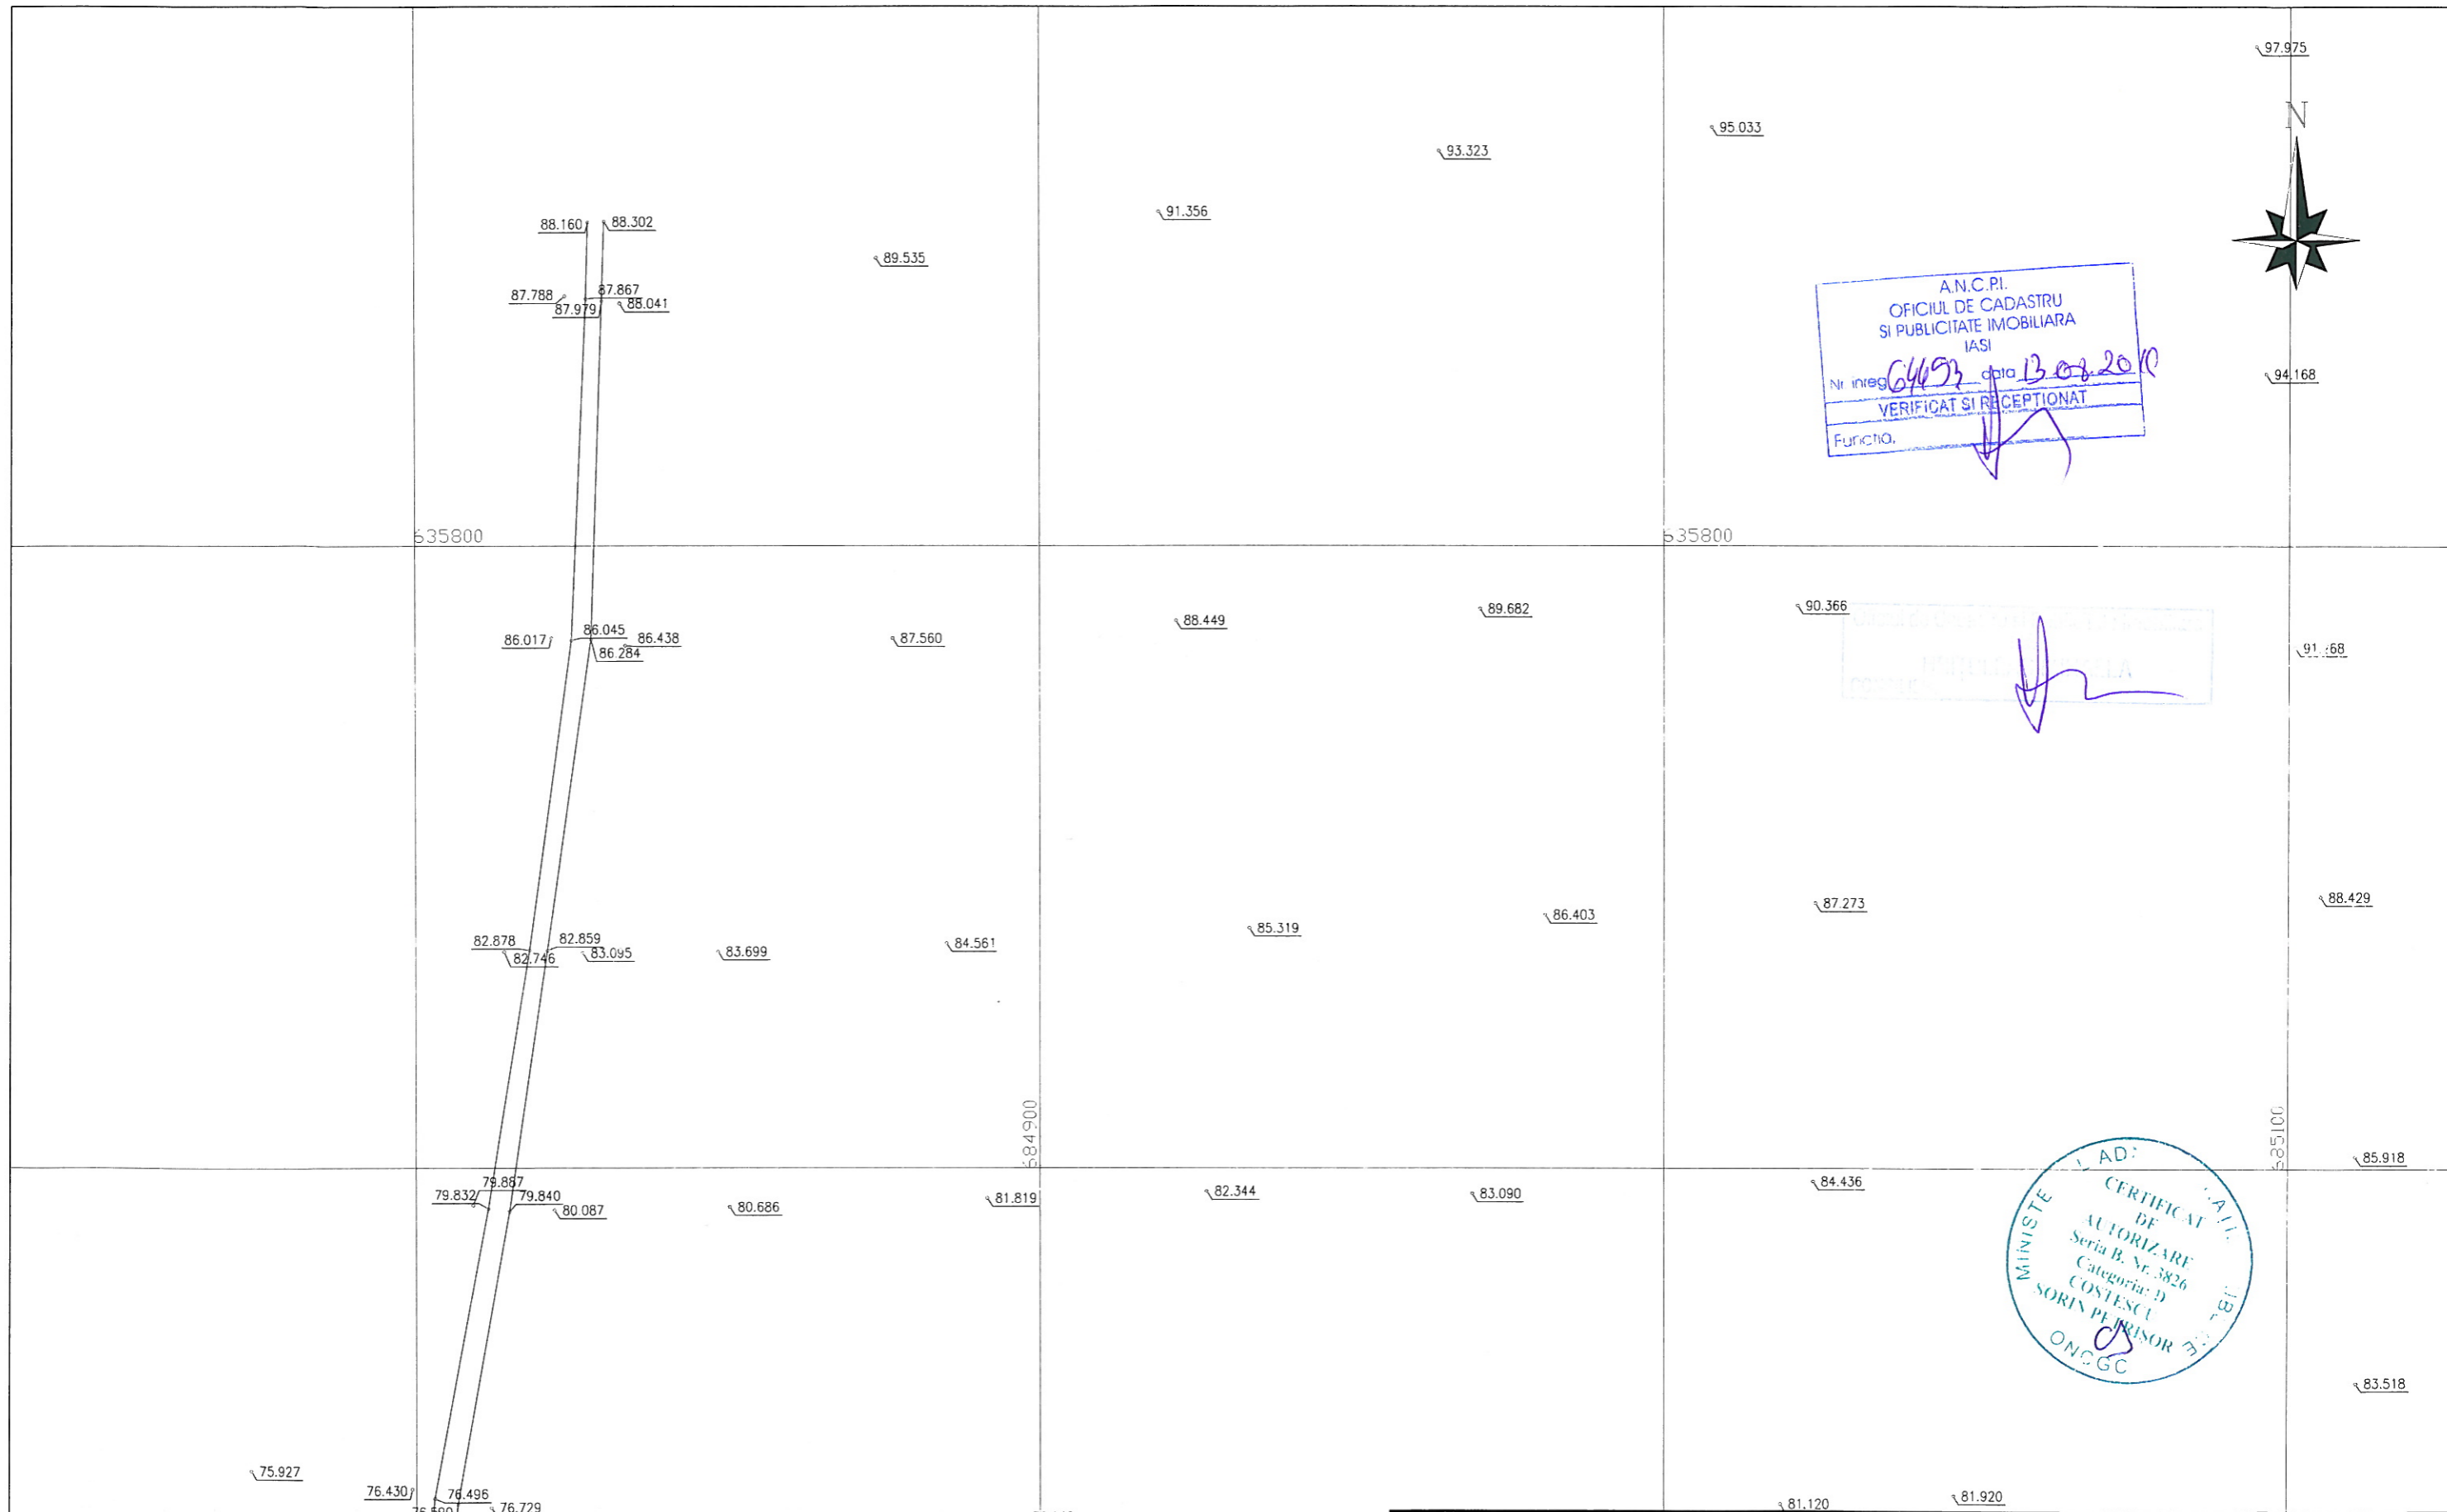 97.975
N
95.033
93.323
91.356
88.160
88.302
89.535
87.788
87.867
87.979
88.041
A.N.C.P.I.
OFICIUL DE CADASTRU
SI PUBLICITATE IMOBILIARA
IASI
Nr. inreg data 13.08.20
VERIFICAT SI RECEPTIONAT
Functia,
94.168
635800
635800
90.366
89.682
88.449
86.017
86.045
86.438
86.284
87.560
88.429
87.273
86.403
85.319
82.878
82.859
82.746
83.095
83.699
84.561
684900
685100
85.918
79.832
79.840
80.087
80.686
81.819
82.344
83.090
84.436
MINISTE
CERTIFICAT
DE
AUTORIZARE
Seria B, Nr. 3826
Categoria: D
COSTESCU
SORIN PETRISOR
ONCGC
83.518
75.927
76.430
76.496
76.729
81.120
81.920